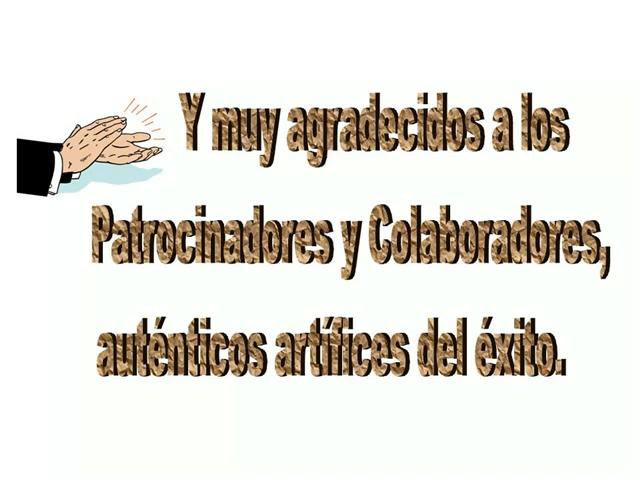 Y muy agradecidos a los
Patrocinadores y Colaboradores,
auténticos artífices del éxito.